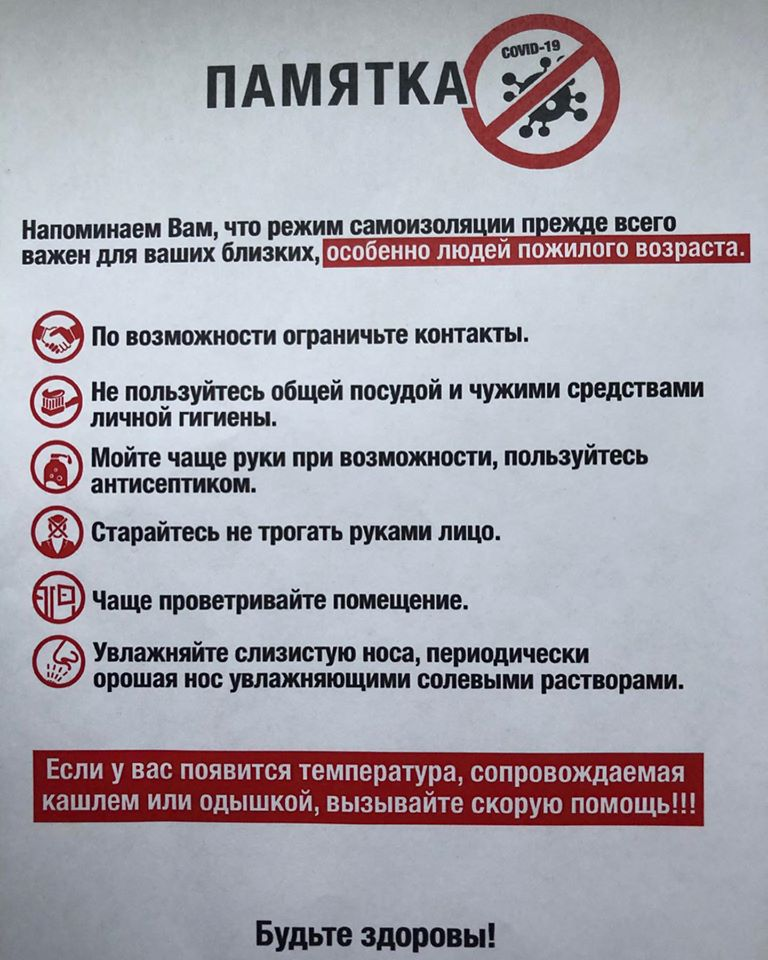 COVID-19
ПАМЯТКА
Напоминаем Вам, что режим самоизоляции прежде всего
важен для ваших близких, особенно людей пожилого возраста.
По возможности ограничьте контакты.
Не пользуйтесь общей посудой и чужими средствами
личной гигиены.
Мойте чаще руки при возможности, пользуйтесь
антисептиком.
Старайтесь не трогать руками лицо.
Чаще проветривайте помещение.
Увлажняйте слизистую носа, периодически
орошая нос увлажняющими солевыми растворами.
Если у вас появится температура, сопровождаемая
кашлем или одышкой, вызывайте скорую помощь!!!
Будьте здоровы!